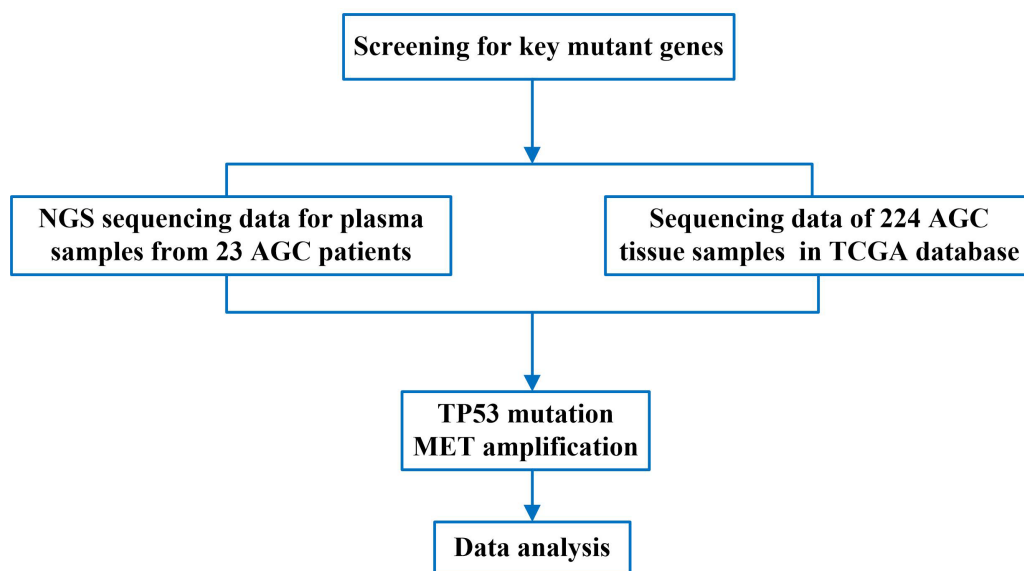 Screening for key mutant genes
NGS sequencing data for plasma
samples from 23 AGC patients
Sequencing data of 224 AGC
tissue samples in TCGA database
TP53 mutation
MET amplification
Data analysis